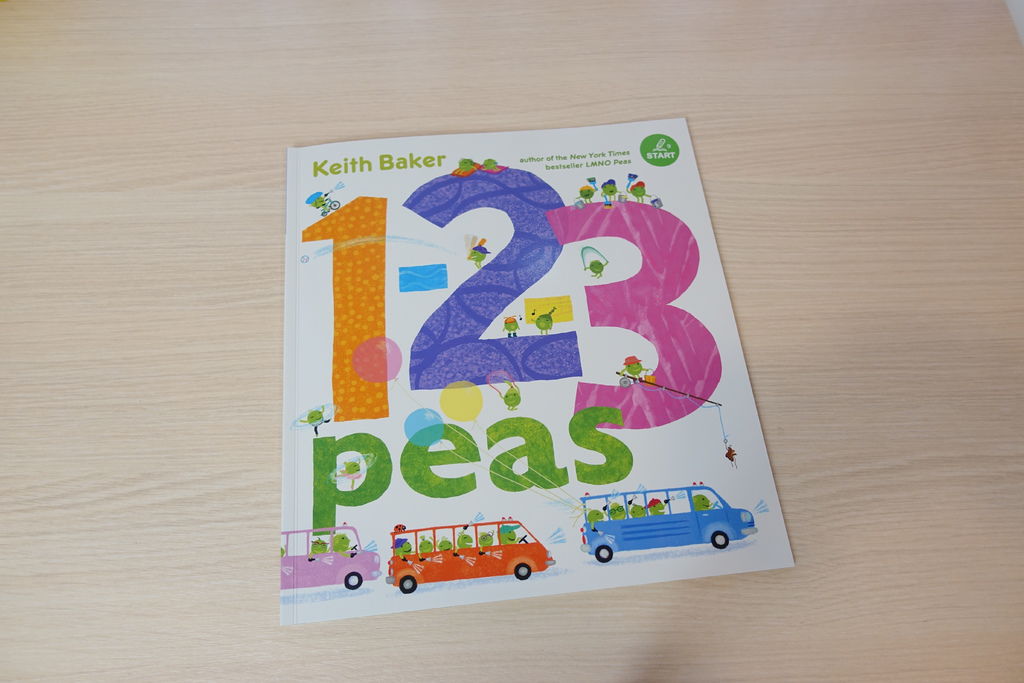 Keith Baker
author of the New York Times
bestseller LMNO Peas
START
1-2-3
peas